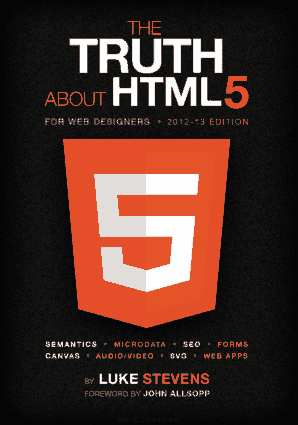 THE
TRUTH
ABOUT HTML5
FOR WEB DESIGNERS • 2012-13 EDITION
5
SEMANTICS • MICRODATA • SEO • FORMS
CANVAS • AUDIO/VIDEO • SVG • WEB APPS
BY LUKE STEVENS
FOREWORD BY JOHN ALLSOPP